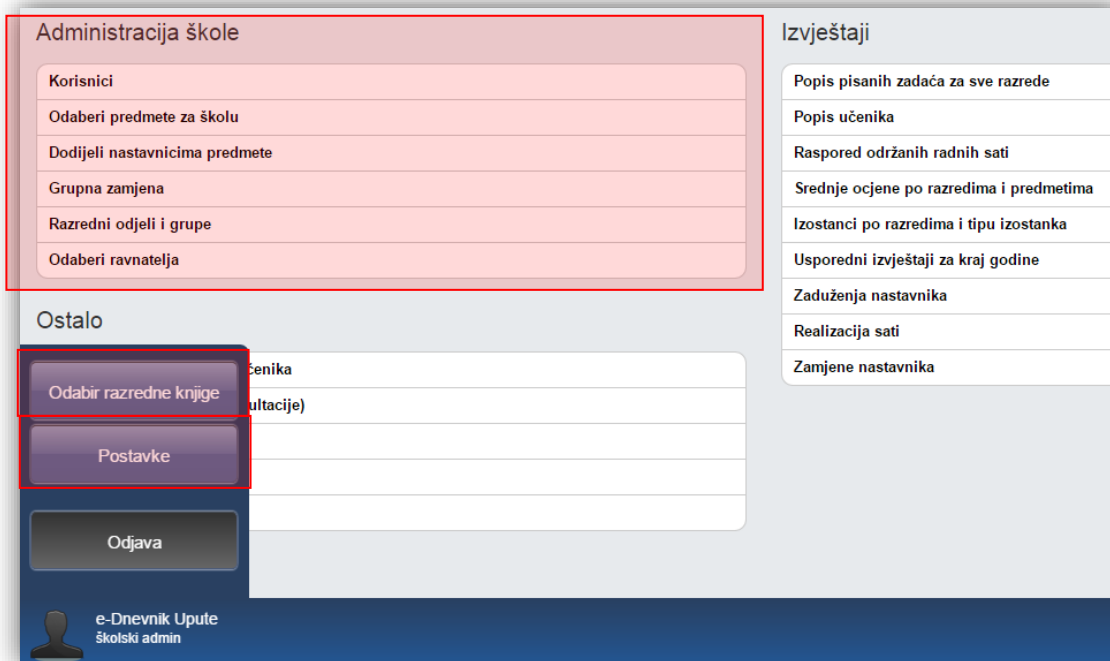 Administracija škole
Korisnici
Odaberi predmete za školu
Dodijeli nastavnicima predmete
Grupna zamjena
Razredni odjeli i grupe
Odaberi ravnatelja
Ostalo
Odabir razredne knjige
Postavke
Odjava
e-Dnevnik Upute
školski admin
Izvještaji
Popis pisanih zadaća za sve razrede
Popis učenika
Raspored održanih radnih sati
Srednje ocjene po razredima i predmetima
Izostanci po razredima i tipu izostanka
Usporedni izvještaji za kraj godine
Zaduženja nastavnika
Realizacija sati
Zamjene nastavnika